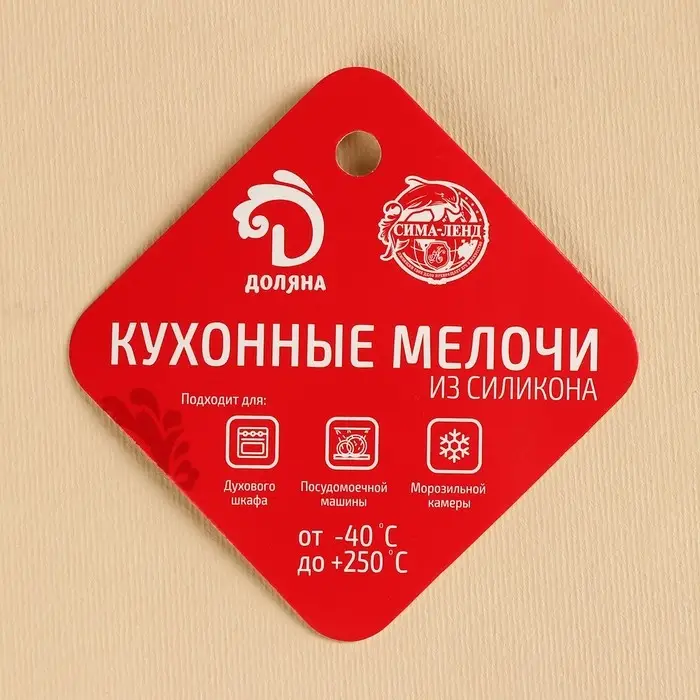 ДОЛЯНА
СИМА-ЛЕНД
КУХОННЫЕ МЕЛОЧИ
ИЗ СИЛИКОНА
Подходит для:
Духового
шкафа
Посудомоечной
машины
Морозильной
камеры
от -40 °C
до +250 °C